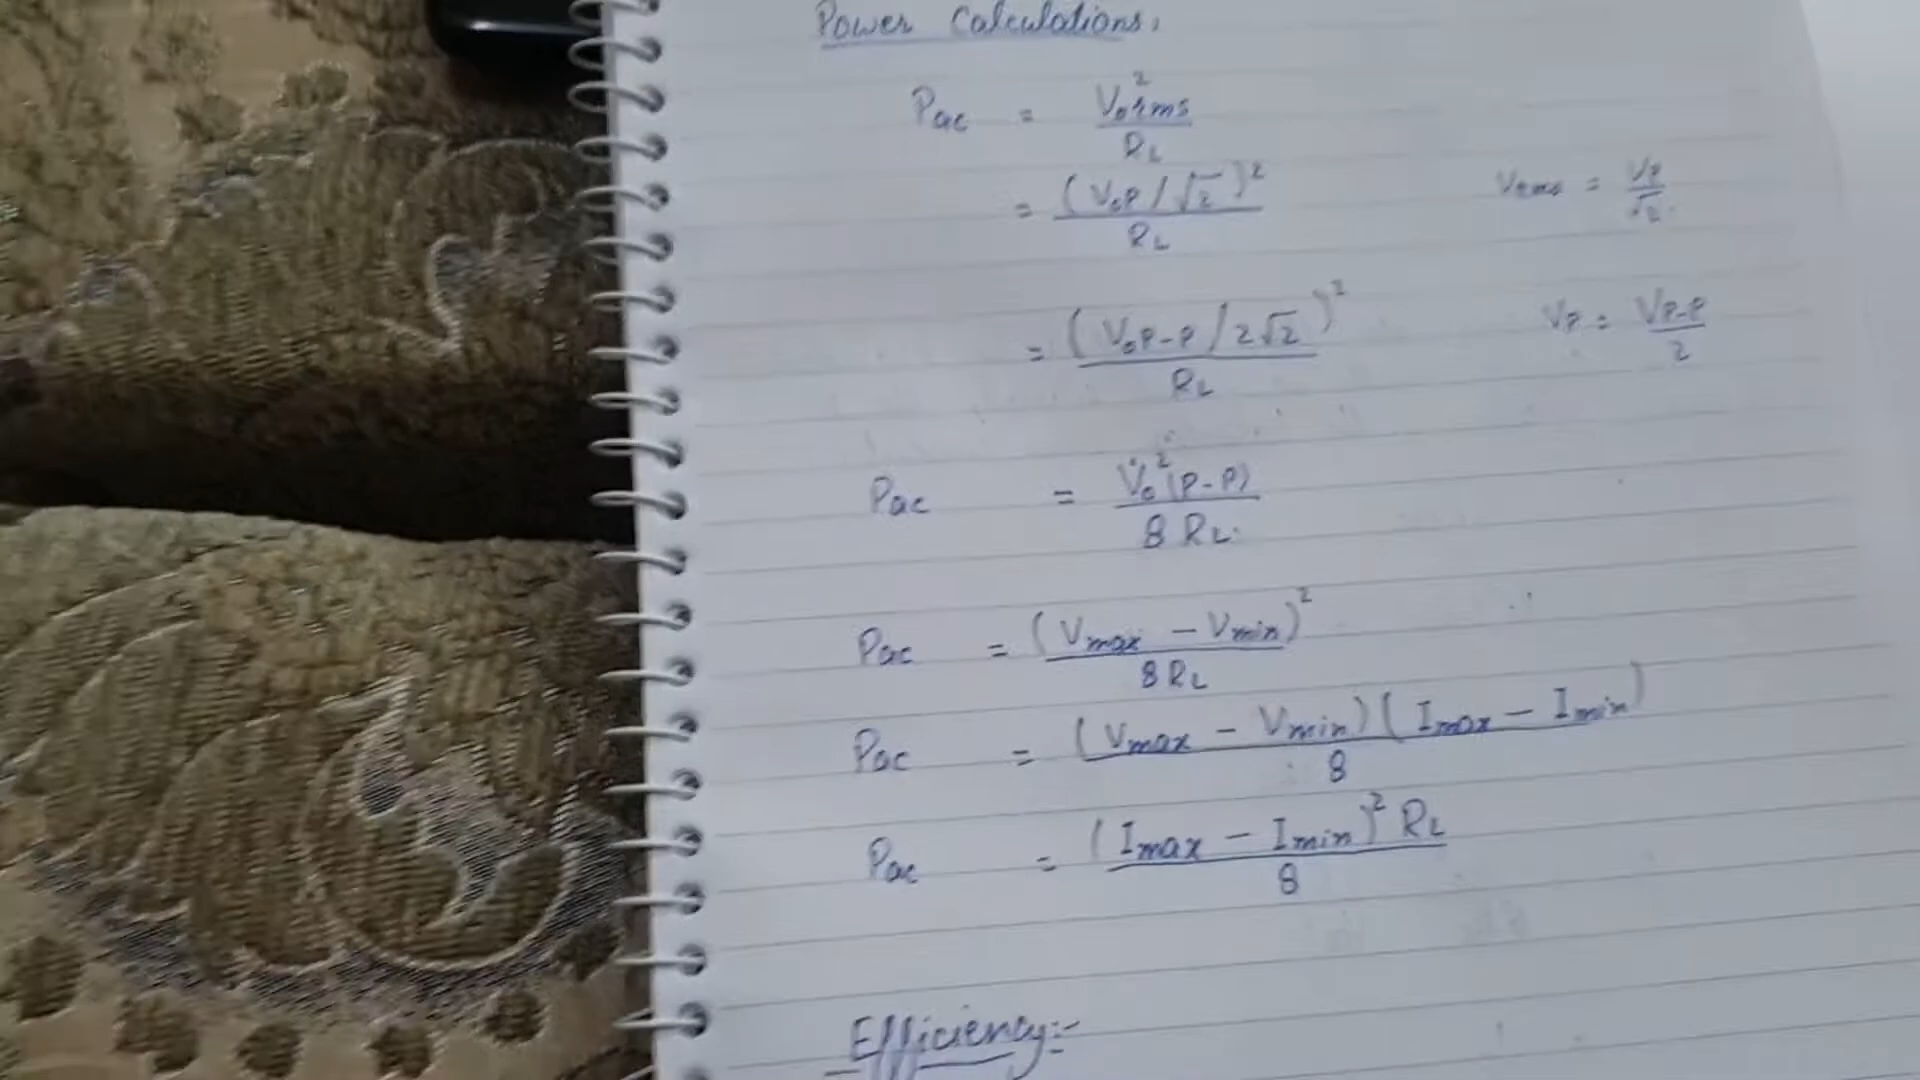 Power Calculations.
Pac = Vorms² / RL
= (Vop/√2)² / RL    Vrms = Vp/√2.
= (Vop-p/2√2)² / RL    Vp = Vp-p/2
Pac = Vo²(p-p) / 8 RL.
Pac = (Vmax - Vmin)² / 8 RL
Pac = (Vmax - Vmin)(Imax - Imin) / 8
Pac = (Imax - Imin)² RL / 8
Efficiency:-